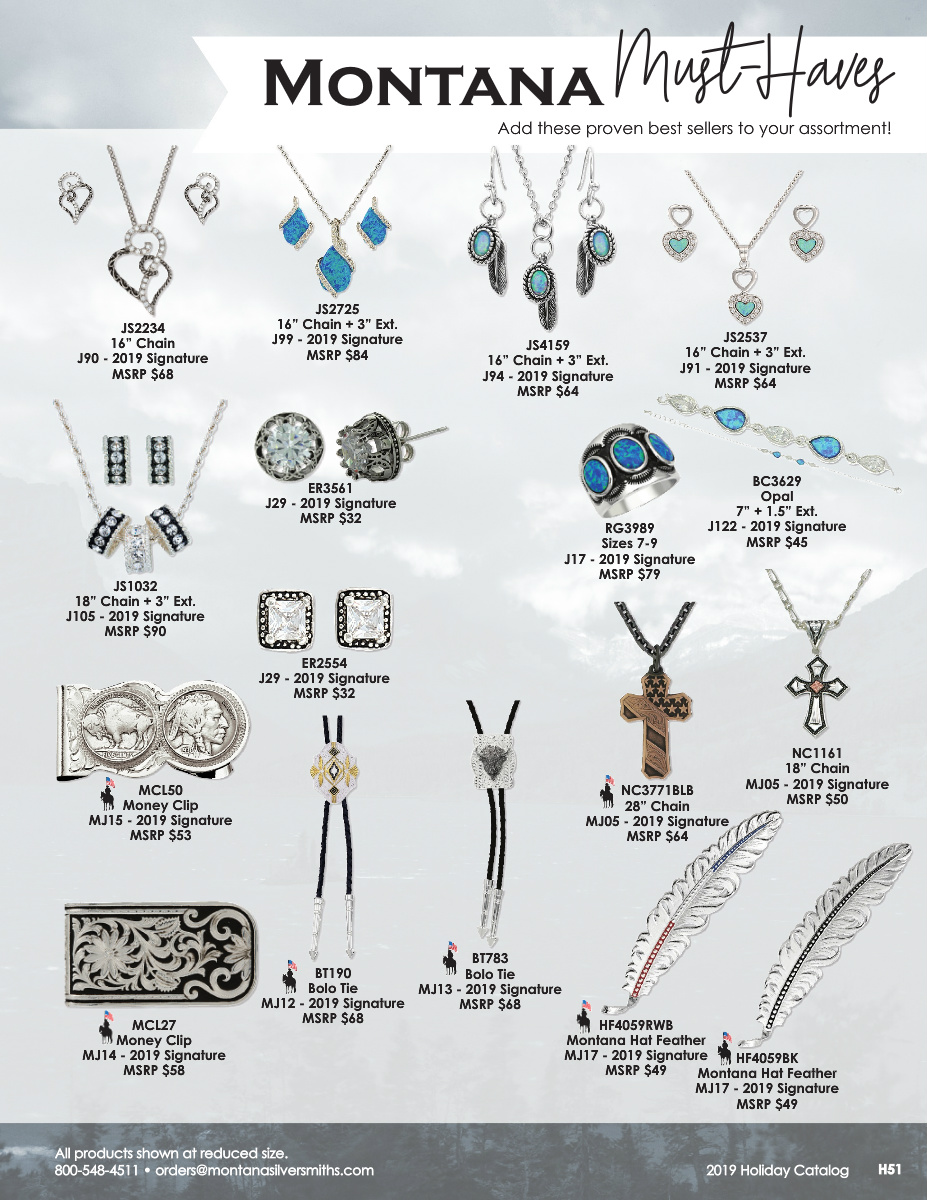 MONTANA Must-Haves
Add these proven best sellers to your assortment!
JS2234
16” Chain
J90 - 2019 Signature
MSRP $68
JS2725
16” Chain + 3” Ext.
J99 - 2019 Signature
MSRP $84
JS4159
16” Chain + 3” Ext.
J94 - 2019 Signature
MSRP $64
JS2537
16” Chain + 3” Ext.
J91 - 2019 Signature
MSRP $64
JS1032
18” Chain + 3” Ext.
J105 - 2019 Signature
MSRP $90
ER3561
J29 - 2019 Signature
MSRP $32
RG3989
Sizes 7-9
J17 - 2019 Signature
MSRP $79
BC3629
Opal
7” + 1.5” Ext.
J122 - 2019 Signature
MSRP $45
ER2554
J29 - 2019 Signature
MSRP $32
MCL50
Money Clip
MJ15 - 2019 Signature
MSRP $53
NC3771BLB
28” Chain
MJ05 - 2019 Signature
MSRP $64
NC1161
18” Chain
MJ05 - 2019 Signature
MSRP $50
MCL27
Money Clip
MJ14 - 2019 Signature
MSRP $58
BT190
Bolo Tie
MJ12 - 2019 Signature
MSRP $68
BT783
Bolo Tie
MJ13 - 2019 Signature
MSRP $68
HF4059RWB
Montana Hat Feather
MJ17 - 2019 Signature
MSRP $49
HF4059BK
Montana Hat Feather
MJ17 - 2019 Signature
MSRP $49
All products shown at reduced size.
800-548-4511 • orders@montanasilversmiths.com
2019 Holiday Catalog H51